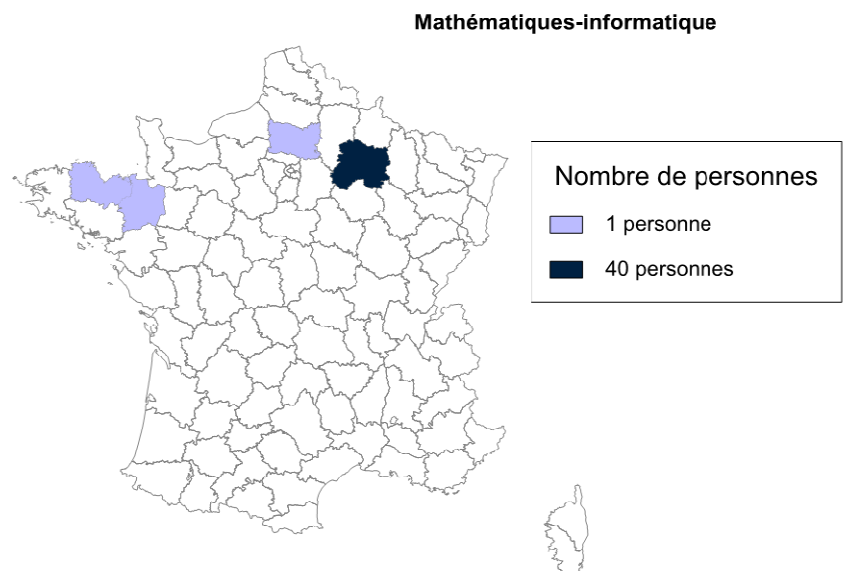 Mathématiques-informatique
Nombre de personnes
1 personne
40 personnes